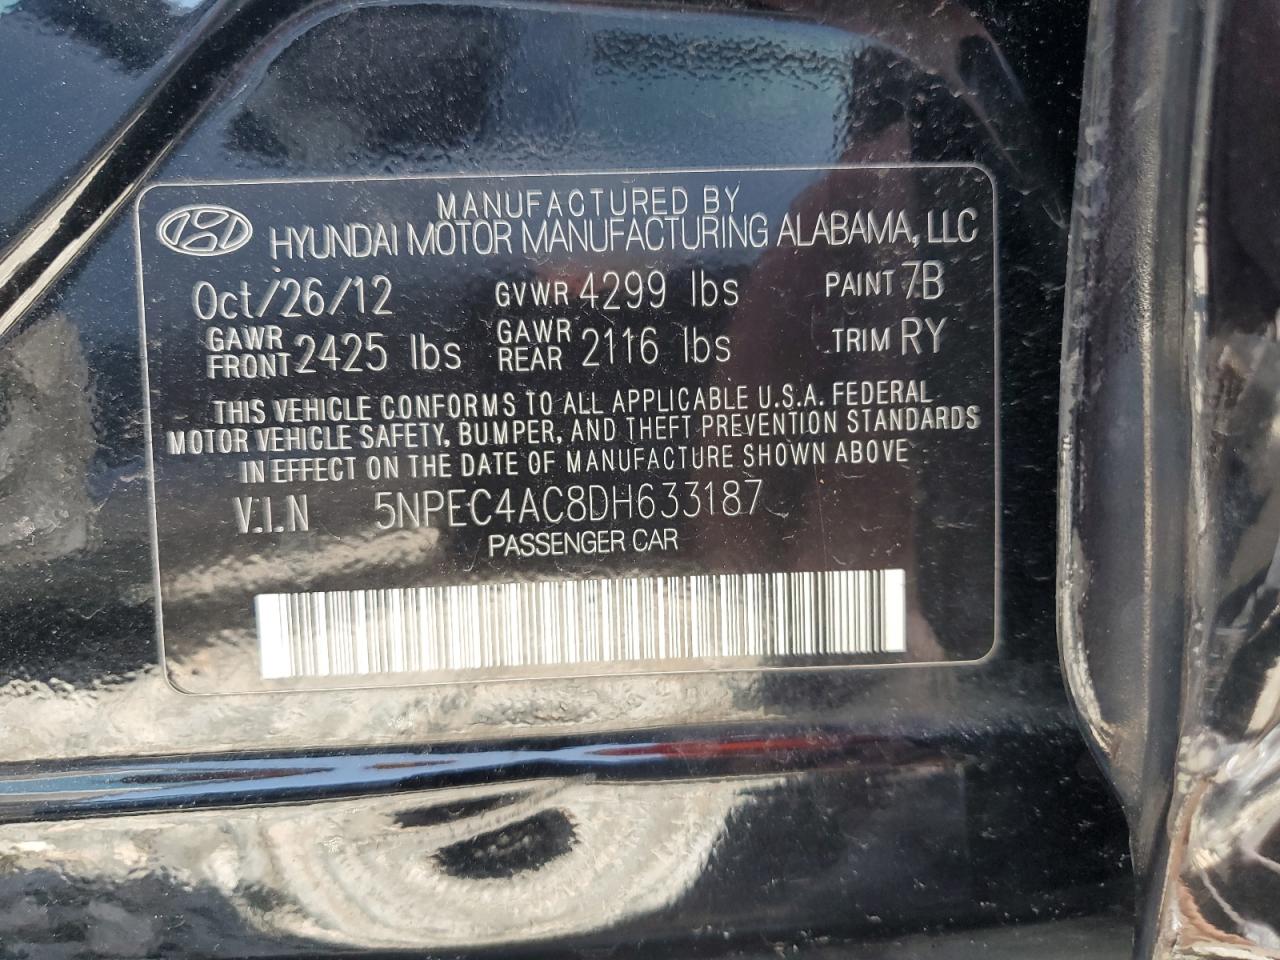 MANUFACTURED BY
HYUNDAI MOTOR MANUFACTURING ALABAMA, LLC
Oct/26/12 GVWR 4299 lbs PAINT 7B
GAWR FRONT 2425 lbs GAWR REAR 2116 lbs TRIM RY
THIS VEHICLE CONFORMS TO ALL APPLICABLE U.S.A. FEDERAL
MOTOR VEHICLE SAFETY, BUMPER, AND THEFT PREVENTION STANDARDS
IN EFFECT ON THE DATE OF MANUFACTURE SHOWN ABOVE
V.I.N 5NPEC4AC8DH633187
PASSENGER CAR